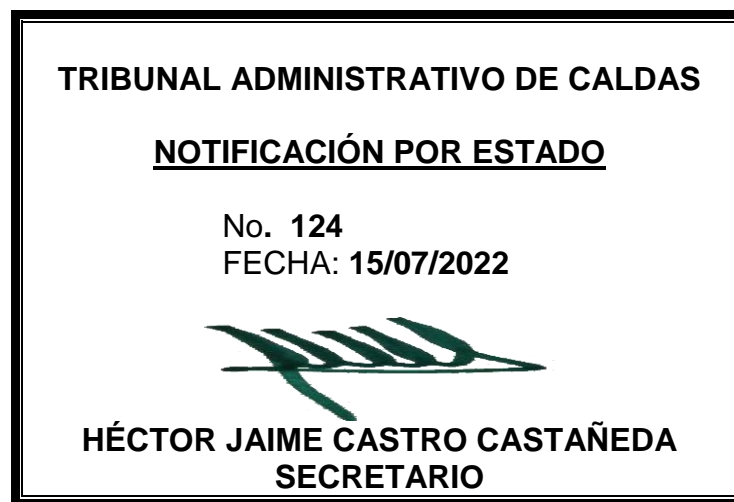 TRIBUNAL ADMINISTRATIVO DE CALDAS
NOTIFICACIÓN POR ESTADO
No. 124
FECHA: 15/07/2022
HÉCTOR JAIME CASTRO CASTAÑEDA
SECRETARIO